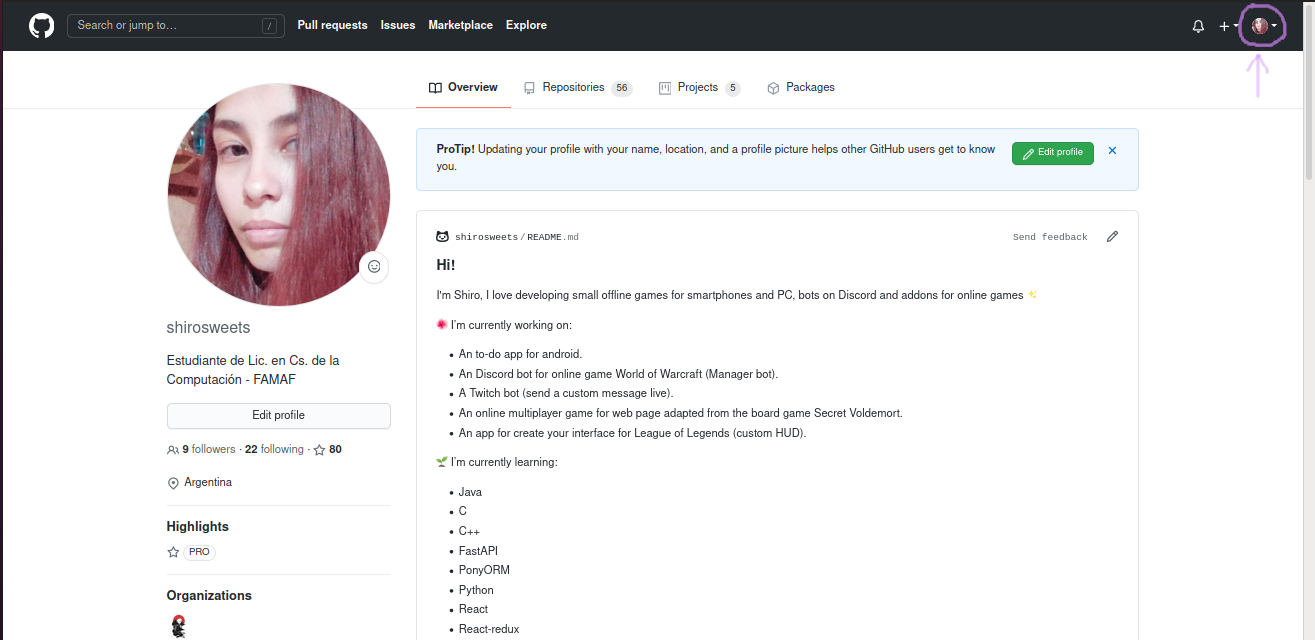 Search or jump to… /
Pull requests Issues Marketplace Explore
Overview Repositories 56 Projects 5 Packages
ProTip! Updating your profile with your name, location, and a profile picture helps other GitHub users get to know
you.
Edit profile
shirosweets/README.md
Send feedback
Hi!
I'm Shiro, I love developing small offline games for smartphones and PC, bots on Discord and addons for online games ✨
🌺 I'm currently working on:
• An to-do app for android.
• An Discord bot for online game World of Warcraft (Manager bot).
• A Twitch bot (send a custom message live).
• An online multiplayer game for web page adapted from the board game Secret Voldemort.
• An app for create your interface for League of Legends (custom HUD).
🌱 I'm currently learning:
• Java
• C
• C++
• FastAPI
• PonyORM
• Python
• React
• React-redux
shirosweets
Estudiante de Lic. en Cs. de la
Computación - FAMAF
Edit profile
9 followers · 22 following · 80
Argentina
Highlights
PRO
Organizations